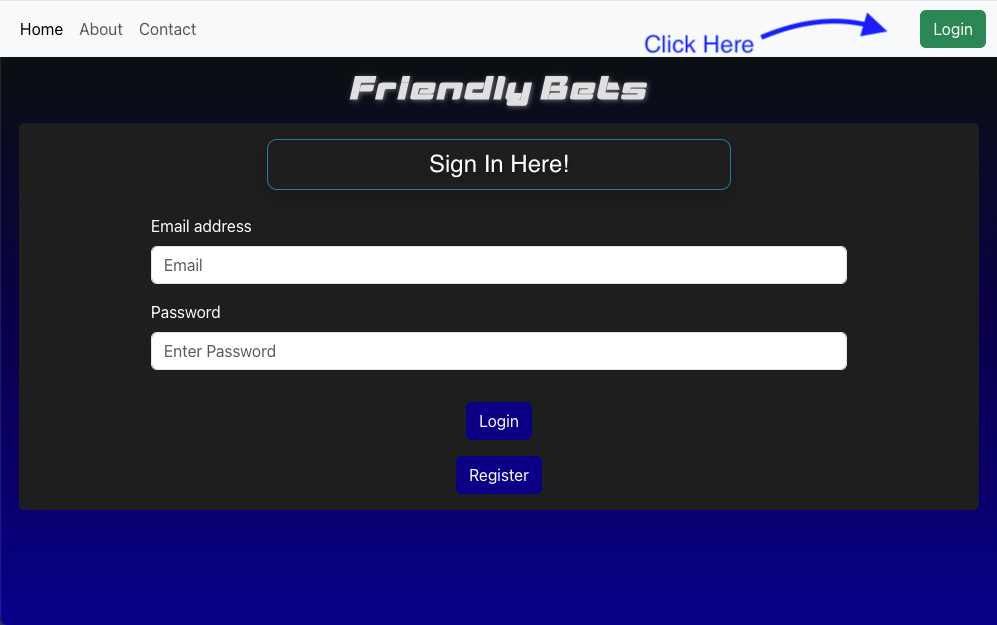 Home About Contact
Click Here
Login
Friendly Bets
Sign In Here!
Email address
Email
Password
Enter Password
Login
Register